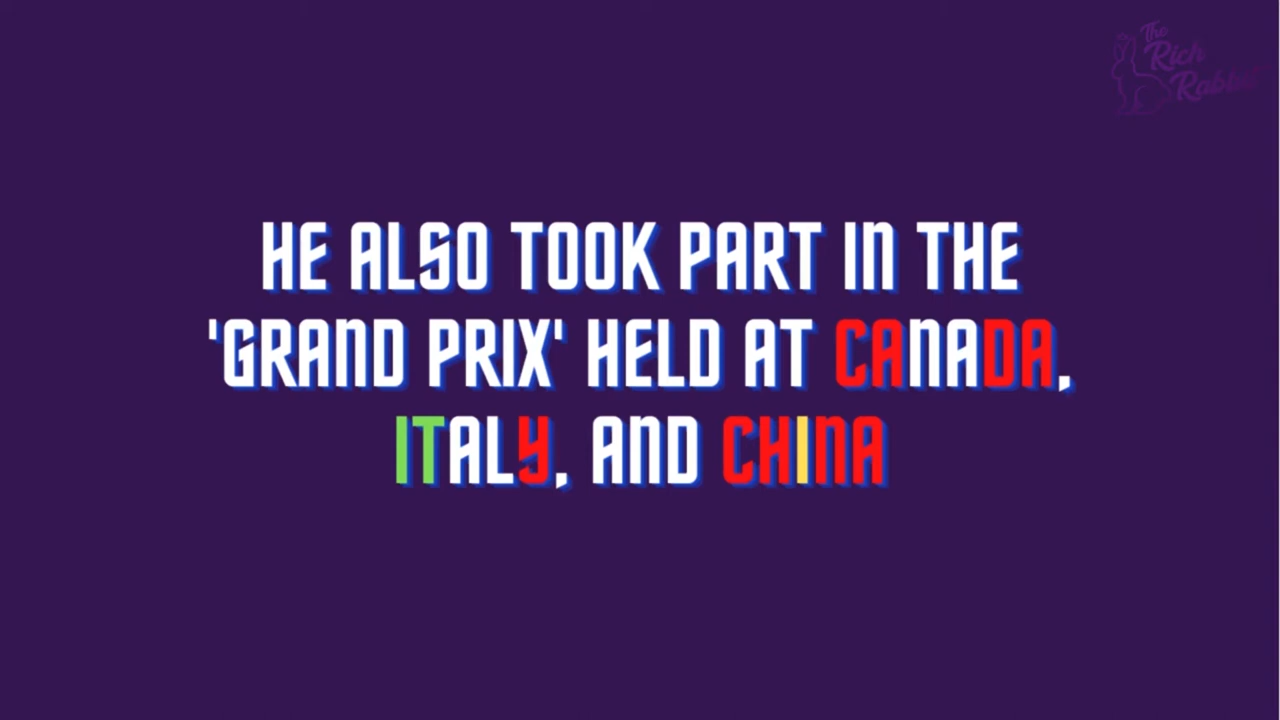 The
Rich
Rabbit
HE ALSO TOOK PART IN THE
'GRAND PRIX' HELD AT CANADA,
ITALY, AND CHINA